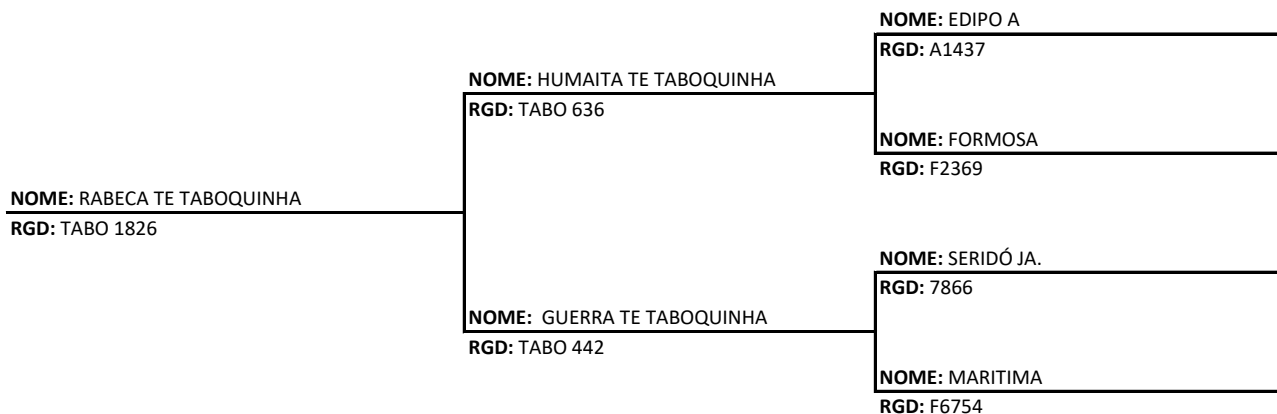 NOME: EDIPO A
RGD: A1437
NOME: HUMAITA TE TABOQUINHA
RGD: TABO 636
NOME: FORMOSA
RGD: F2369
NOME: RABECA TE TABOQUINHA
RGD: TABO 1826
NOME: SERIDÓ JA.
RGD: 7866
NOME: GUERRA TE TABOQUINHA
RGD: TABO 442
NOME: MARITIMA
RGD: F6754